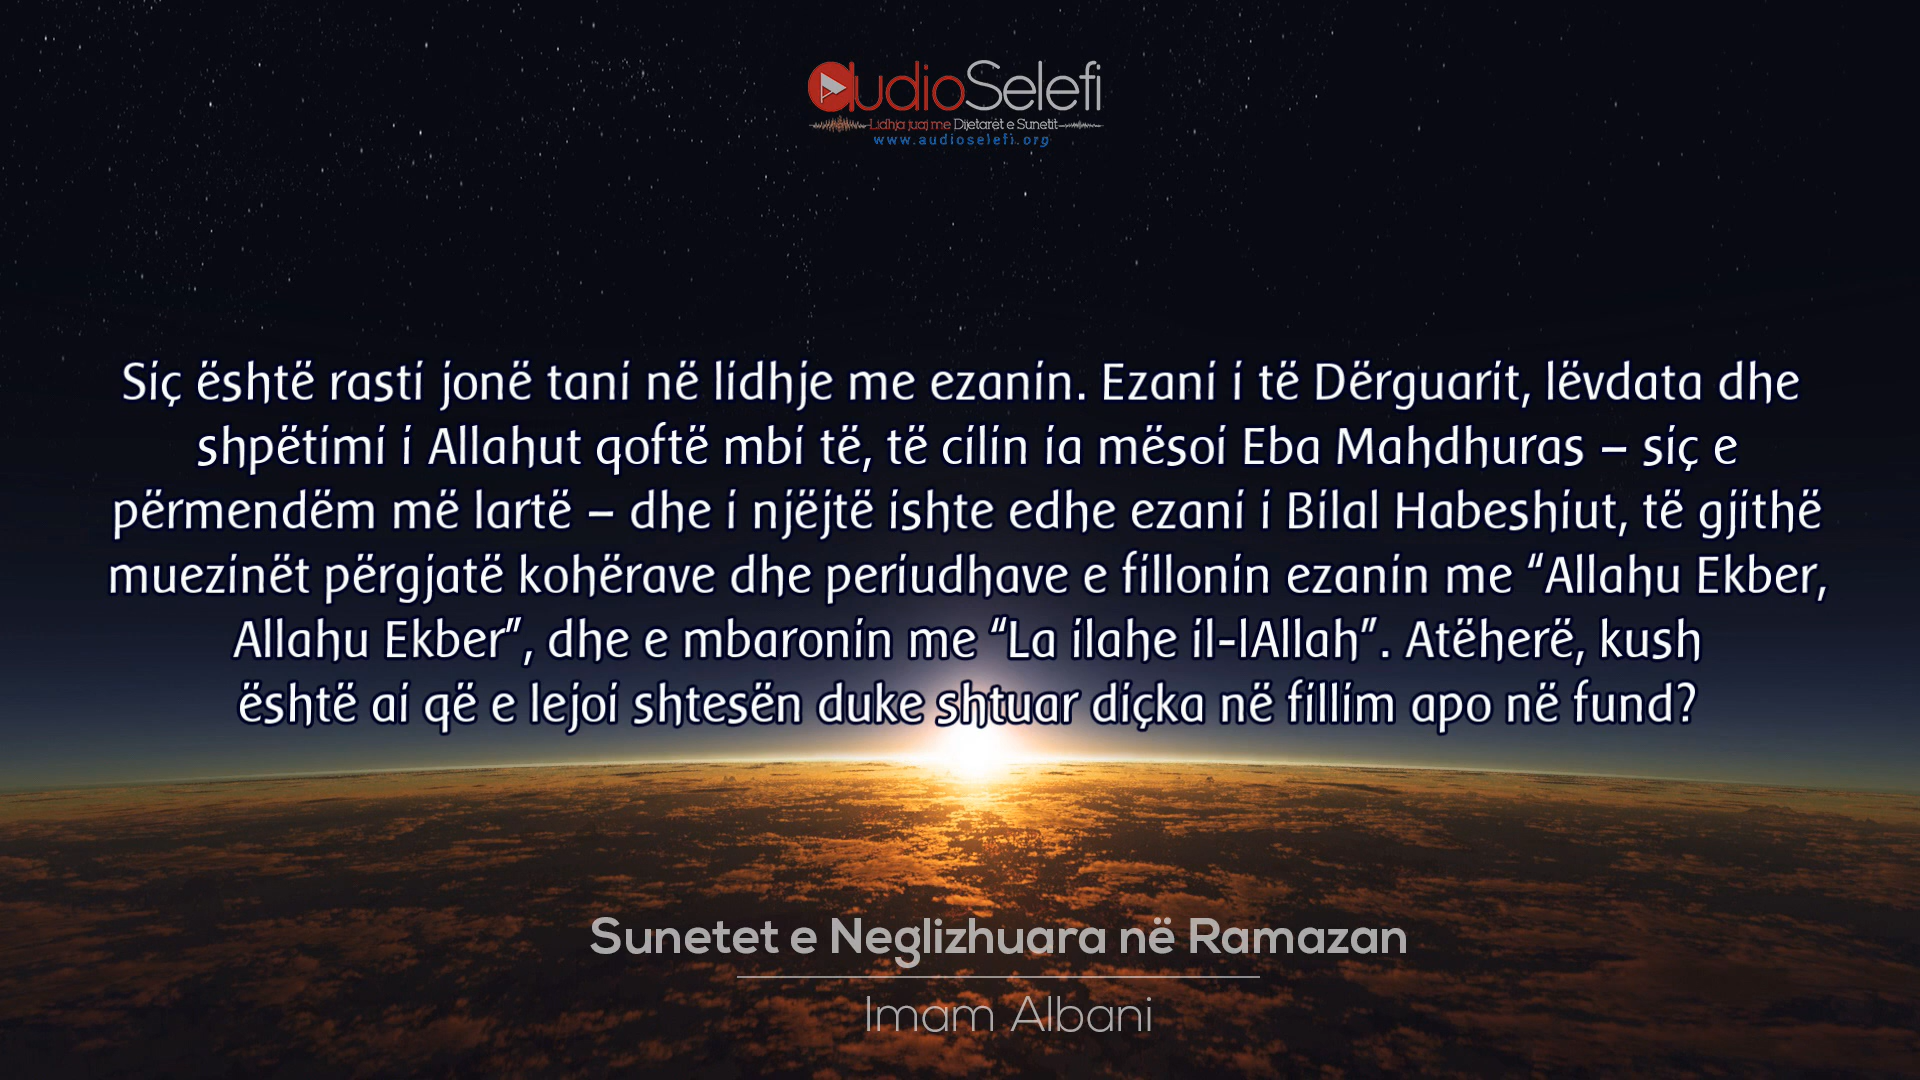 audioSelefi
Lidhja juaj me Dijetarët e Sunetit
www.audioselefi.org
Siç është rasti jonë tani në lidhje me ezanin. Ezani i të Dërguarit, lëvdata dhe
shpëtimi i Allahut qoftë mbi të, të cilin ia mësoi Eba Mahdhuras – siç e
përmendëm më lartë – dhe i njëjtë ishte edhe ezani i Bilal Habeshiut, të gjithë
muezinët përgjatë kohërave dhe periudhave e fillonin ezanin me “Allahu Ekber,
Allahu Ekber”, dhe e mbaronin me “La ilahe il-lAllah”. Atëherë, kush
është ai që e lejoi shtesën duke shtuar diçka në fillim apo në fund?
Sunetet e Neglizhuara në Ramazan
Imam Albani